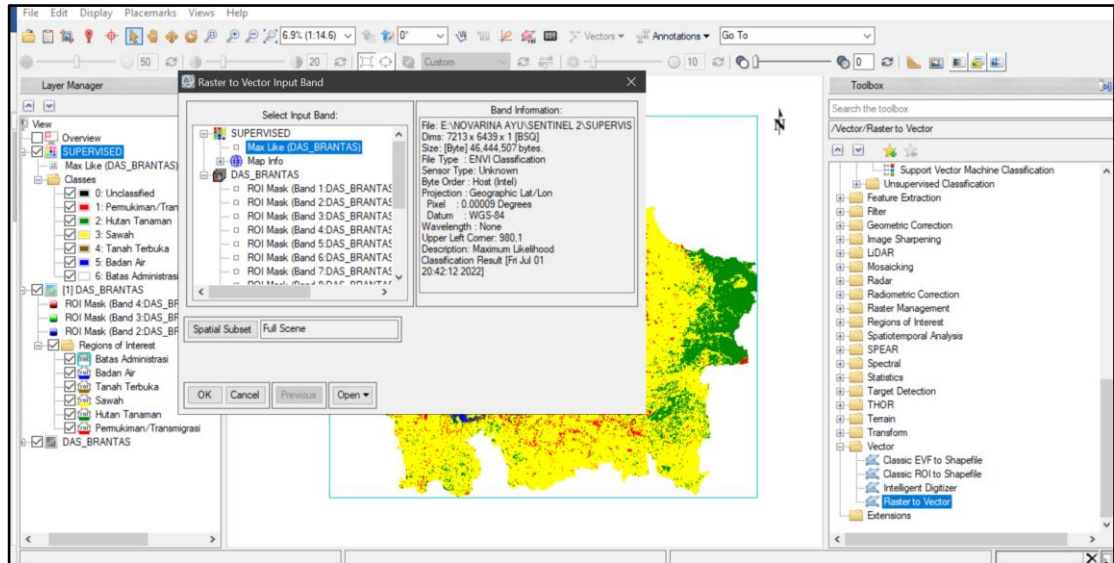 File Edit Display Placemarks Views Help
6.9% (1:14.6) 0° Vectors Annotations Go To
50 20 Custom 10 0
Layer Manager
View
Overview
SUPERVISED
Max Like (DAS_BRANTAS)
Classes
0: Unclassified
1: Permukiman/Tran
2: Hutan Tanaman
3: Sawah
4: Tanah Terbuka
5: Badan Air
6: Batas Administrasi
[1] DAS_BRANTAS
ROI Mask (Band 4:DAS_BF
ROI Mask (Band 3:DAS_BF
ROI Mask (Band 2:DAS_BF
Regions of Interest
Batas Administrasi
Badan Air
Tanah Terbuka
Sawah
Hutan Tanaman
Permukiman/Transmigrasi
DAS_BRANTAS
Raster to Vector Input Band
Select Input Band:
SUPERVISED
Max Like (DAS_BRANTAS)
Map Info
DAS_BRANTAS
ROI Mask (Band 1:DAS_BRANTAS
ROI Mask (Band 2:DAS_BRANTAS
ROI Mask (Band 3:DAS_BRANTAS
ROI Mask (Band 4:DAS_BRANTAS
ROI Mask (Band 5:DAS_BRANTAS
ROI Mask (Band 6:DAS_BRANTAS
ROI Mask (Band 7:DAS_BRANTAS
Band Information:
File: E:\NOVARINA AYU\SENTINEL 2\SUPERVIS
Dims: 7213 x 6439 x 1 [BSQ]
Size: [Byte] 46,444,507 bytes.
File Type : ENVI Classification
Sensor Type: Unknown
Byte Order : Host (Intel)
Projection : Geographic Lat/Lon
Pixel : 0.00009 Degrees
Datum : WGS-84
Wavelength : None
Upper Left Corner: 980,1
Description: Maximum Likelihood
Classification Result [Fri Jul 01
20:42:12 2022]
Spatial Subset Full Scene
OK Cancel Previous Open
N
Toolbox
Search the toolbox
/Vector/Raster to Vector
Support Vector Machine Classification
Unsupervised Classification
Feature Extraction
Filter
Geometric Correction
Image Sharpening
LiDAR
Mosaicking
Radar
Radiometric Correction
Raster Management
Regions of Interest
Spatiotemporal Analysis
SPEAR
Spectral
Statistics
Target Detection
THOR
Terrain
Transform
Vector
Classic EVF to Shapefile
Classic ROI to Shapefile
Intelligent Digitizer
Raster to Vector
Extensions